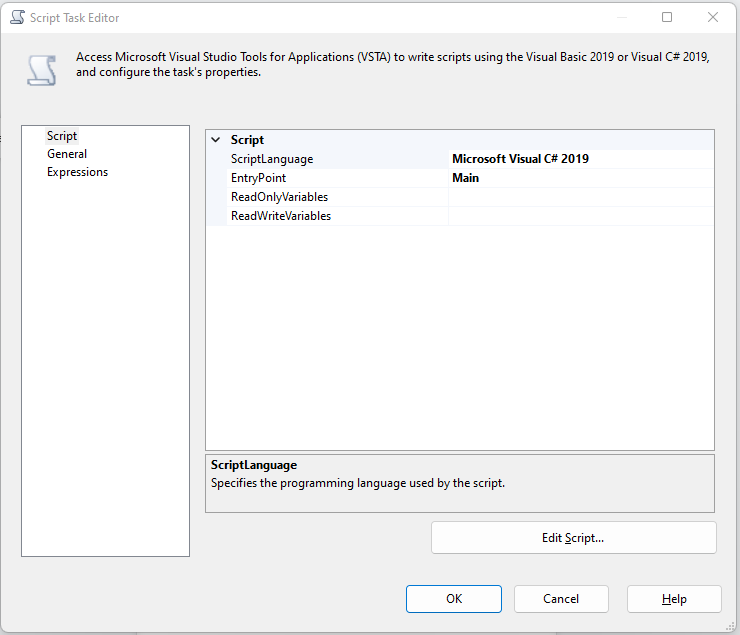 Script Task Editor
Access Microsoft Visual Studio Tools for Applications (VSTA) to write scripts using the Visual Basic 2019 or Visual C# 2019,
and configure the task's properties.
Script
General
Expressions
Script
ScriptLanguage Microsoft Visual C# 2019
EntryPoint Main
ReadOnlyVariables
ReadWriteVariables
ScriptLanguage
Specifies the programming language used by the script.
Edit Script...
OK Cancel Help